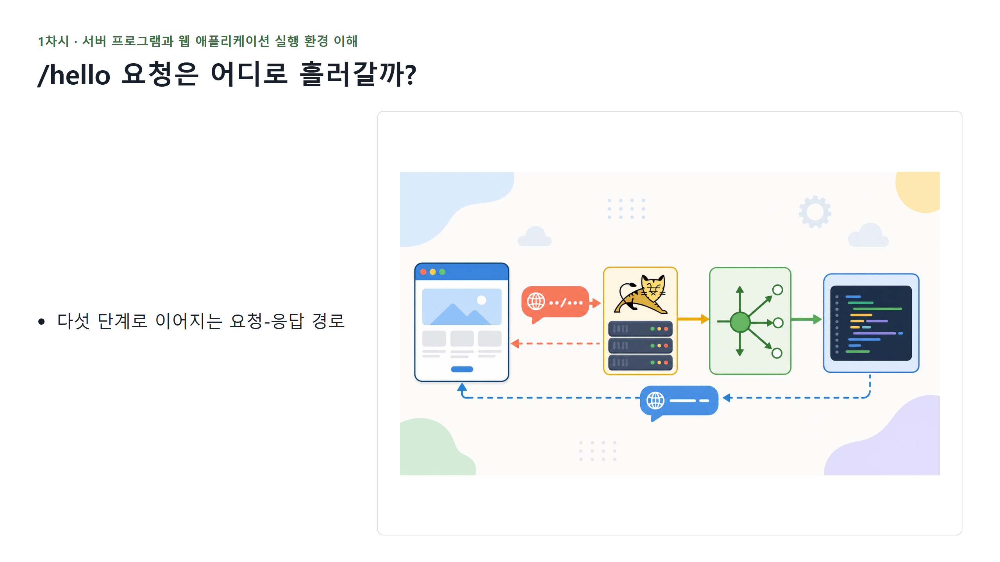 1차시 · 서버 프로그램과 웹 애플리케이션 실행 환경 이해
/hello 요청은 어디로 흘러갈까?
• 다섯 단계로 이어지는 요청-응답 경로